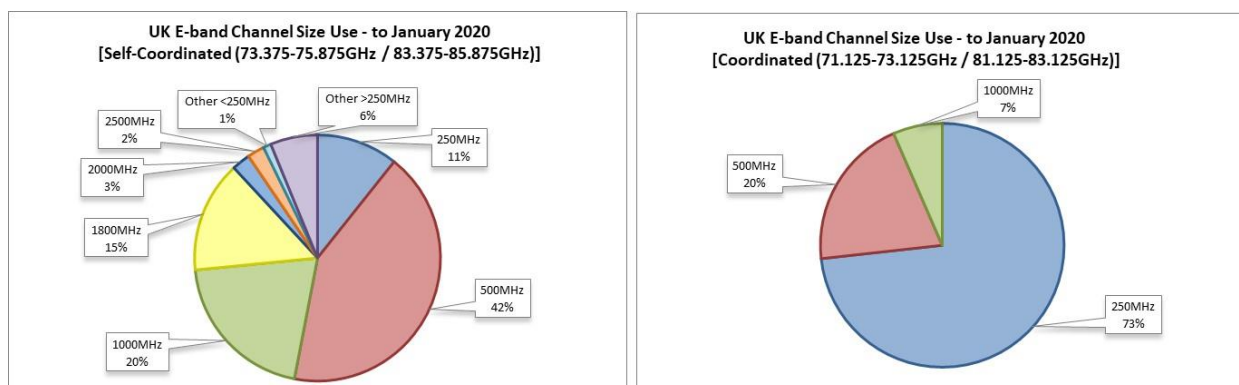 UK E-band Channel Size Use - to January 2020
[Self-Coordinated (73.375-75.875GHz / 83.375-85.875GHz)]
Other <250MHz
1%
Other >250MHz
6%
2500MHz
2%
250MHz
11%
2000MHz
3%
1800MHz
15%
500MHz
42%
1000MHz
20%
UK E-band Channel Size Use - to January 2020
[Coordinated (71.125-73.125GHz / 81.125-83.125GHz)]
1000MHz
7%
500MHz
20%
250MHz
73%